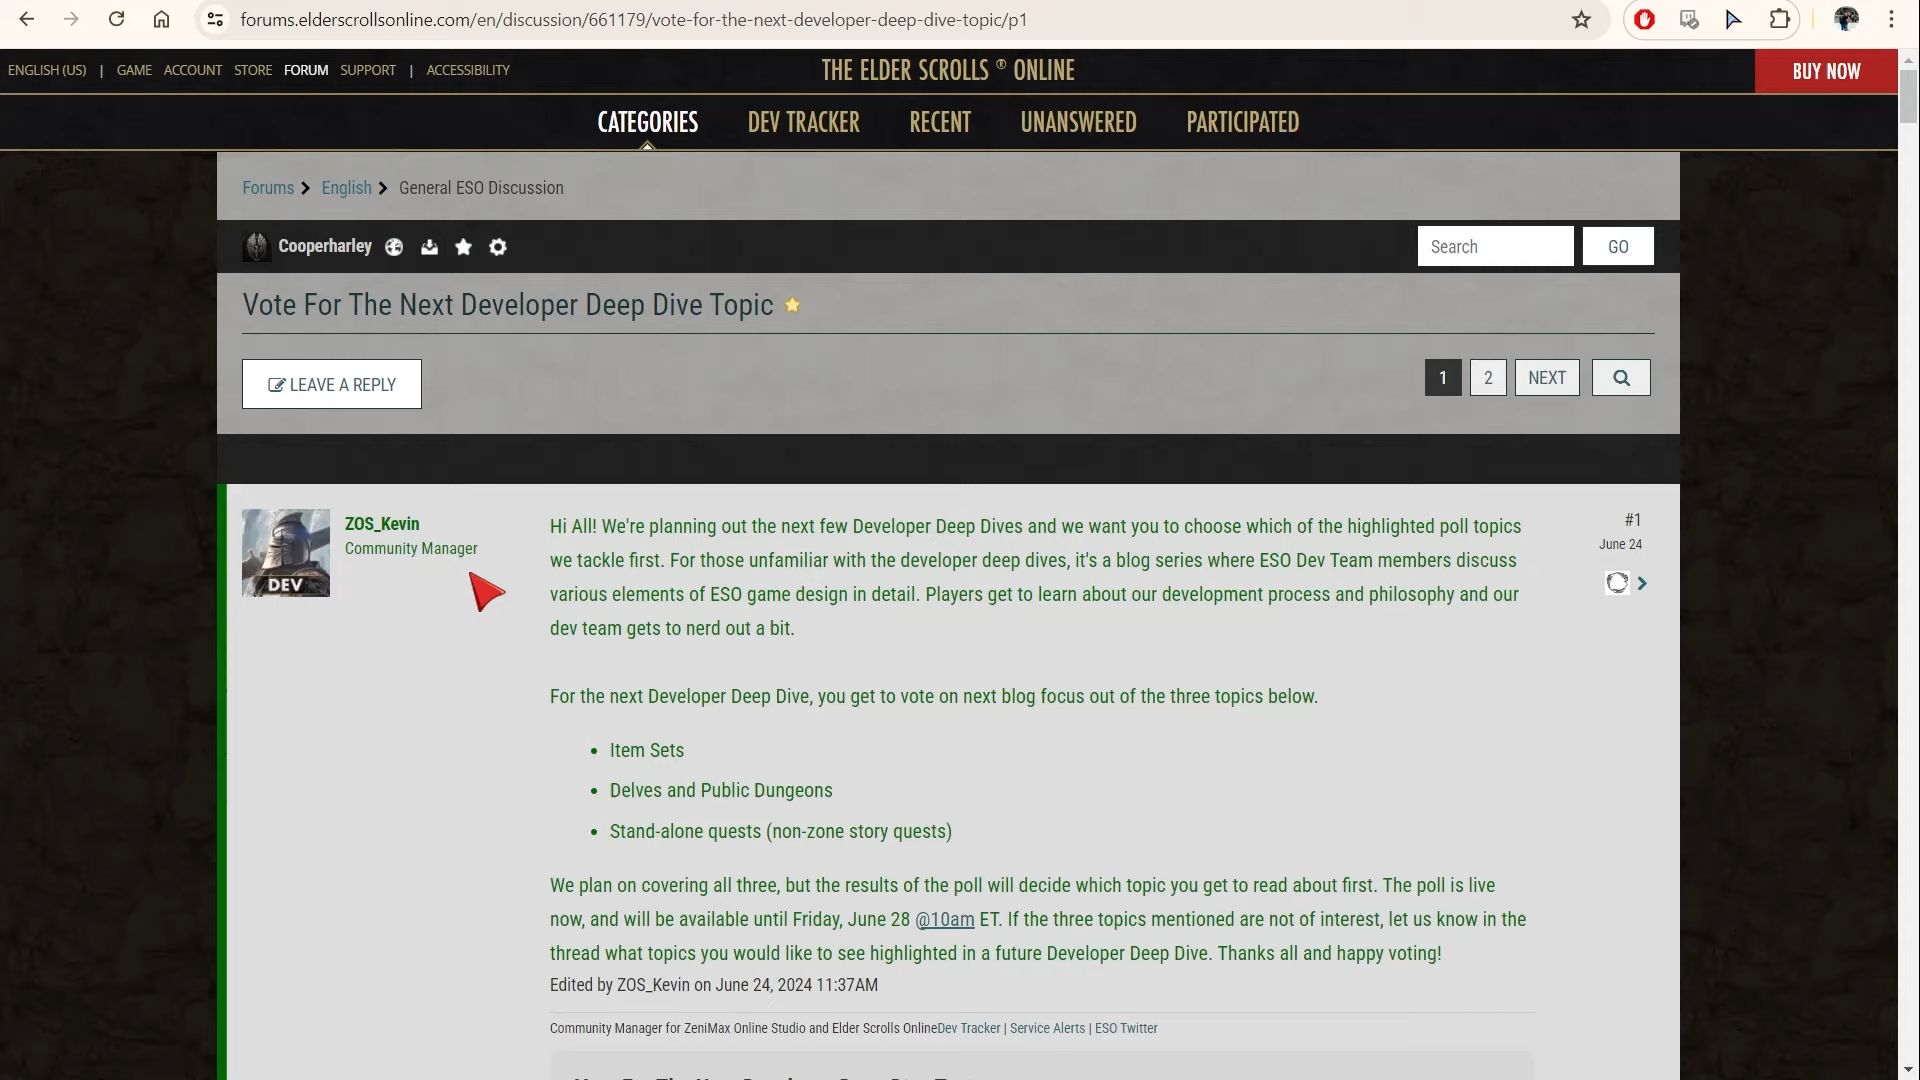 forums.elderscrollsonline.com/en/discussion/661179/vote-for-the-next-developer-deep-dive-topic/p1
ENGLISH (US) | GAME ACCOUNT STORE FORUM SUPPORT | ACCESSIBILITY
THE ELDER SCROLLS ® ONLINE
BUY NOW
CATEGORIES DEV TRACKER RECENT UNANSWERED PARTICIPATED
Forums English General ESO Discussion
Cooperharley
Search GO
Vote For The Next Developer Deep Dive Topic
LEAVE A REPLY
1 2 NEXT
DEV
ZOS_Kevin
Community Manager
#1
June 24
Hi All! We're planning out the next few Developer Deep Dives and we want you to choose which of the highlighted poll topics
we tackle first. For those unfamiliar with the developer deep dives, it's a blog series where ESO Dev Team members discuss
various elements of ESO game design in detail. Players get to learn about our development process and philosophy and our
dev team gets to nerd out a bit.
For the next Developer Deep Dive, you get to vote on next blog focus out of the three topics below.
• Item Sets
• Delves and Public Dungeons
• Stand-alone quests (non-zone story quests)
We plan on covering all three, but the results of the poll will decide which topic you get to read about first. The poll is live
now, and will be available until Friday, June 28 @10am ET. If the three topics mentioned are not of interest, let us know in the
thread what topics you would like to see highlighted in a future Developer Deep Dive. Thanks all and happy voting!
Edited by ZOS_Kevin on June 24, 2024 11:37AM
Community Manager for ZeniMax Online Studio and Elder Scrolls OnlineDev Tracker | Service Alerts | ESO Twitter